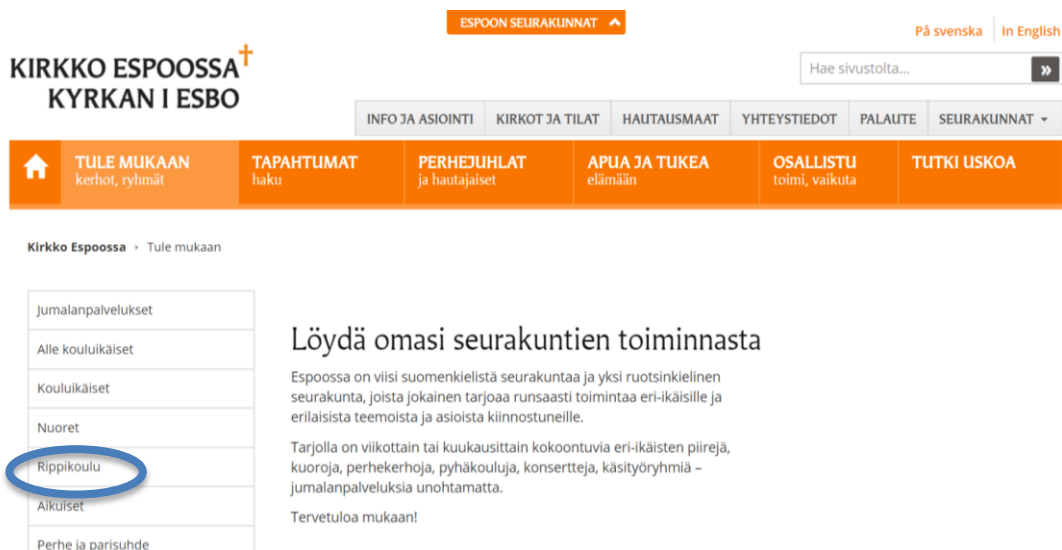 ESPOON SEURAKUNNAT
På svenska
In English
KIRKKO ESPOOSSA
KYRKAN I ESBO
Hae sivustolta...
»
INFO JA ASIOINTI
KIRKOT JA TILAT
HAUTAUSMAAT
YHTEYSTIEDOT
PALAUTE
SEURAKUNNAT
TULE MUKAAN
kerhot, ryhmät
TAPAHTUMAT
haku
PERHEJUHLAT
ja hautajaiset
APUA JA TUKEA
elämään
OSALLISTU
toimi, vaikuta
TUTKI USKOA
Kirkko Espoossa › Tule mukaan
Jumalanpalvelukset
Alle kouluikäiset
Kouluikäiset
Nuoret
Rippikoulu
Aikuiset
Perhe ja parisuhde
Löydä omasi seurakuntien toiminnasta
Espoossa on viisi suomenkielistä seurakuntaa ja yksi ruotsinkielinen
seurakunta, joista jokainen tarjoaa runsaasti toimintaa eri-ikäisille ja
erilaisista teemoista ja asioista kiinnostuneille.
Tarjolla on viikottain tai kuukausittain kokoontuvia eri-ikäisten piirejä,
kuoroja, perhekerhoja, pyhäkouluja, konsertteja, käsityöryhmiä –
jumalanpalveluksia unohtamatta.
Tervetuloa mukaan!